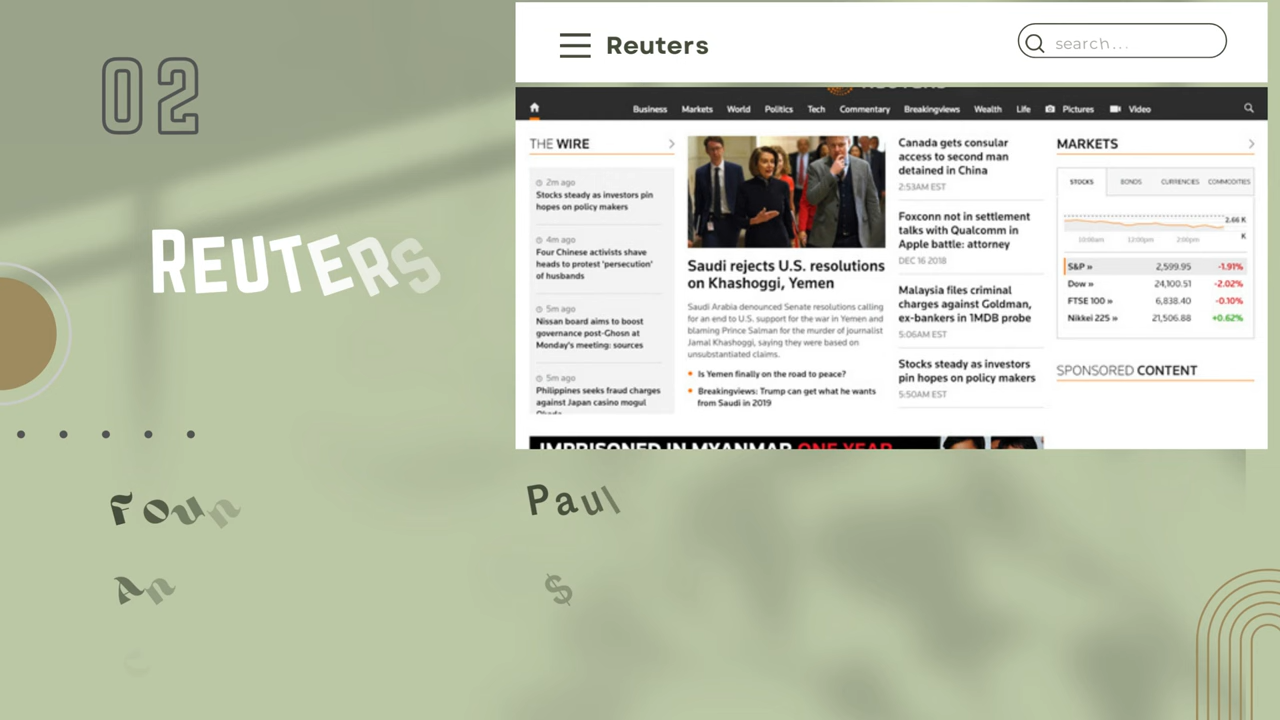 02
REUTERS
Foun
An
Paul
$
Reuters
search...
Business Markets World Politics Tech Commentary Breakingviews Wealth Life Pictures Video
THE WIRE
2m ago
Stocks steady as investors pin
hopes on policy makers
4m ago
Four Chinese activists shave
heads to protest 'persecution'
of husbands
5m ago
Nissan board aims to boost
governance post-Ghosn at
Monday's meeting: sources
5m ago
Philippines seeks fraud charges
against Japan casino mogul
Okada
Saudi rejects U.S. resolutions
on Khashoggi, Yemen
Saudi Arabia denounced Senate resolutions calling
for an end to U.S. support for the war in Yemen and
blaming Prince Salman for the murder of journalist
Jamal Khashoggi, saying they were based on
unsubstantiated claims.
Is Yemen finally on the road to peace?
Breakingviews: Trump can get what he wants
from Saudi in 2019
Canada gets consular
access to second man
detained in China
2:53AM EST
Foxconn not in settlement
talks with Qualcomm in
Apple battle: attorney
DEC 16 2018
Malaysia files criminal
charges against Goldman,
ex-bankers in 1MDB probe
5:06AM EST
Stocks steady as investors
pin hopes on policy makers
5:50AM EST
MARKETS
STOCKS BONDS CURRENCIES COMMODITIES
2.66 K
K
10:00am 12:00pm 2:00pm
S&P » 2,599.95 -1.91%
Dow » 24,100.51 -2.02%
FTSE 100 » 6,838.40 -0.10%
Nikkei 225 » 21,506.88 +0.62%
SPONSORED CONTENT
IMPRISONED IN MYANMAR ONE YEAR